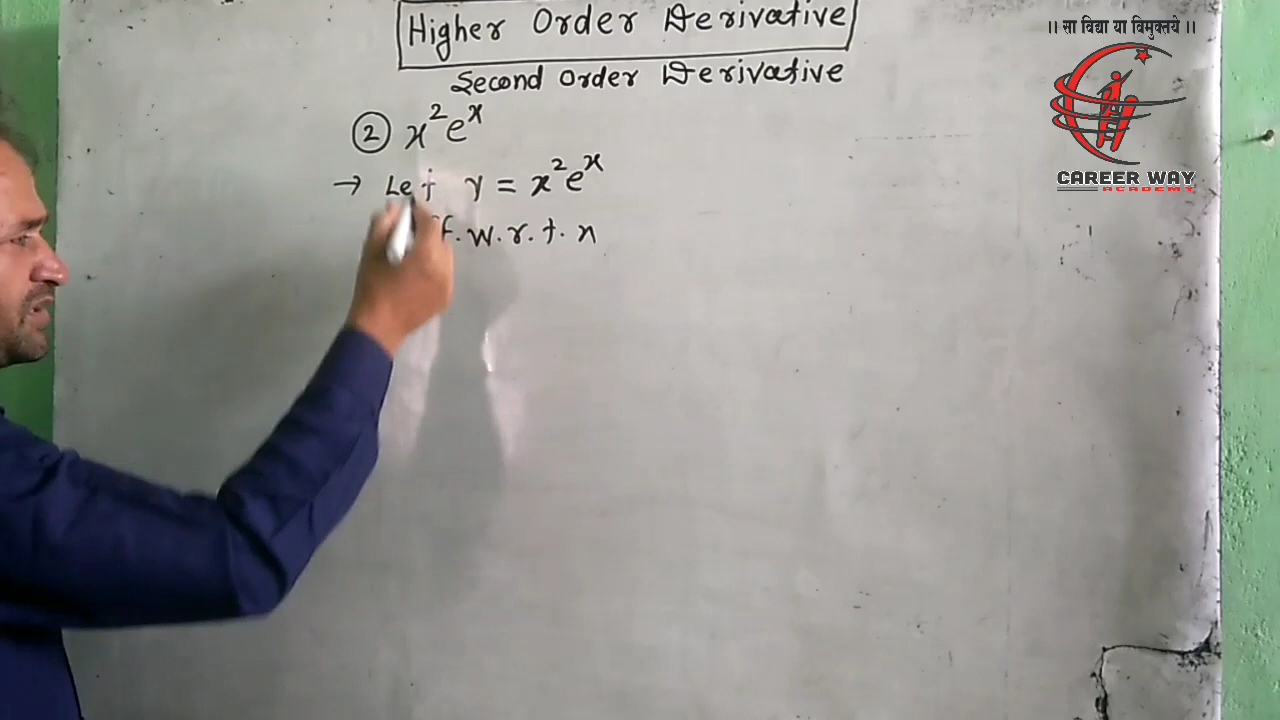 Higher Order Derivative
Second Order Derivative
② x²eˣ
→ Let y = x²eˣ
f. w. r. t. x
|| सा विद्या या विमुक्तये ||
CAREER WAY
ACADEMY